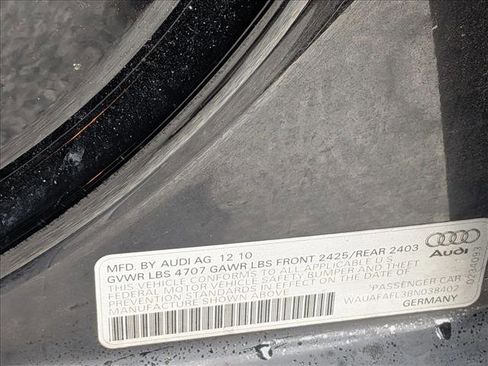 MFD. BY AUDI AG 12 10
GVWR LBS 4707 GAWR LBS FRONT 2425/REAR 2403
THIS VEHICLE CONFORMS TO ALL APPLICABLE U.S.
FEDERAL MOTOR VEHICLE SAFETY BUMPER AND THEFT
PREVENTION STANDARDS IN EFFECT ON THE DATE OF
MANUFACTURE SHOWN ABOVE
*PASSENGER CAR*
WAUAFAFL3BN038402
GERMANY
Audi